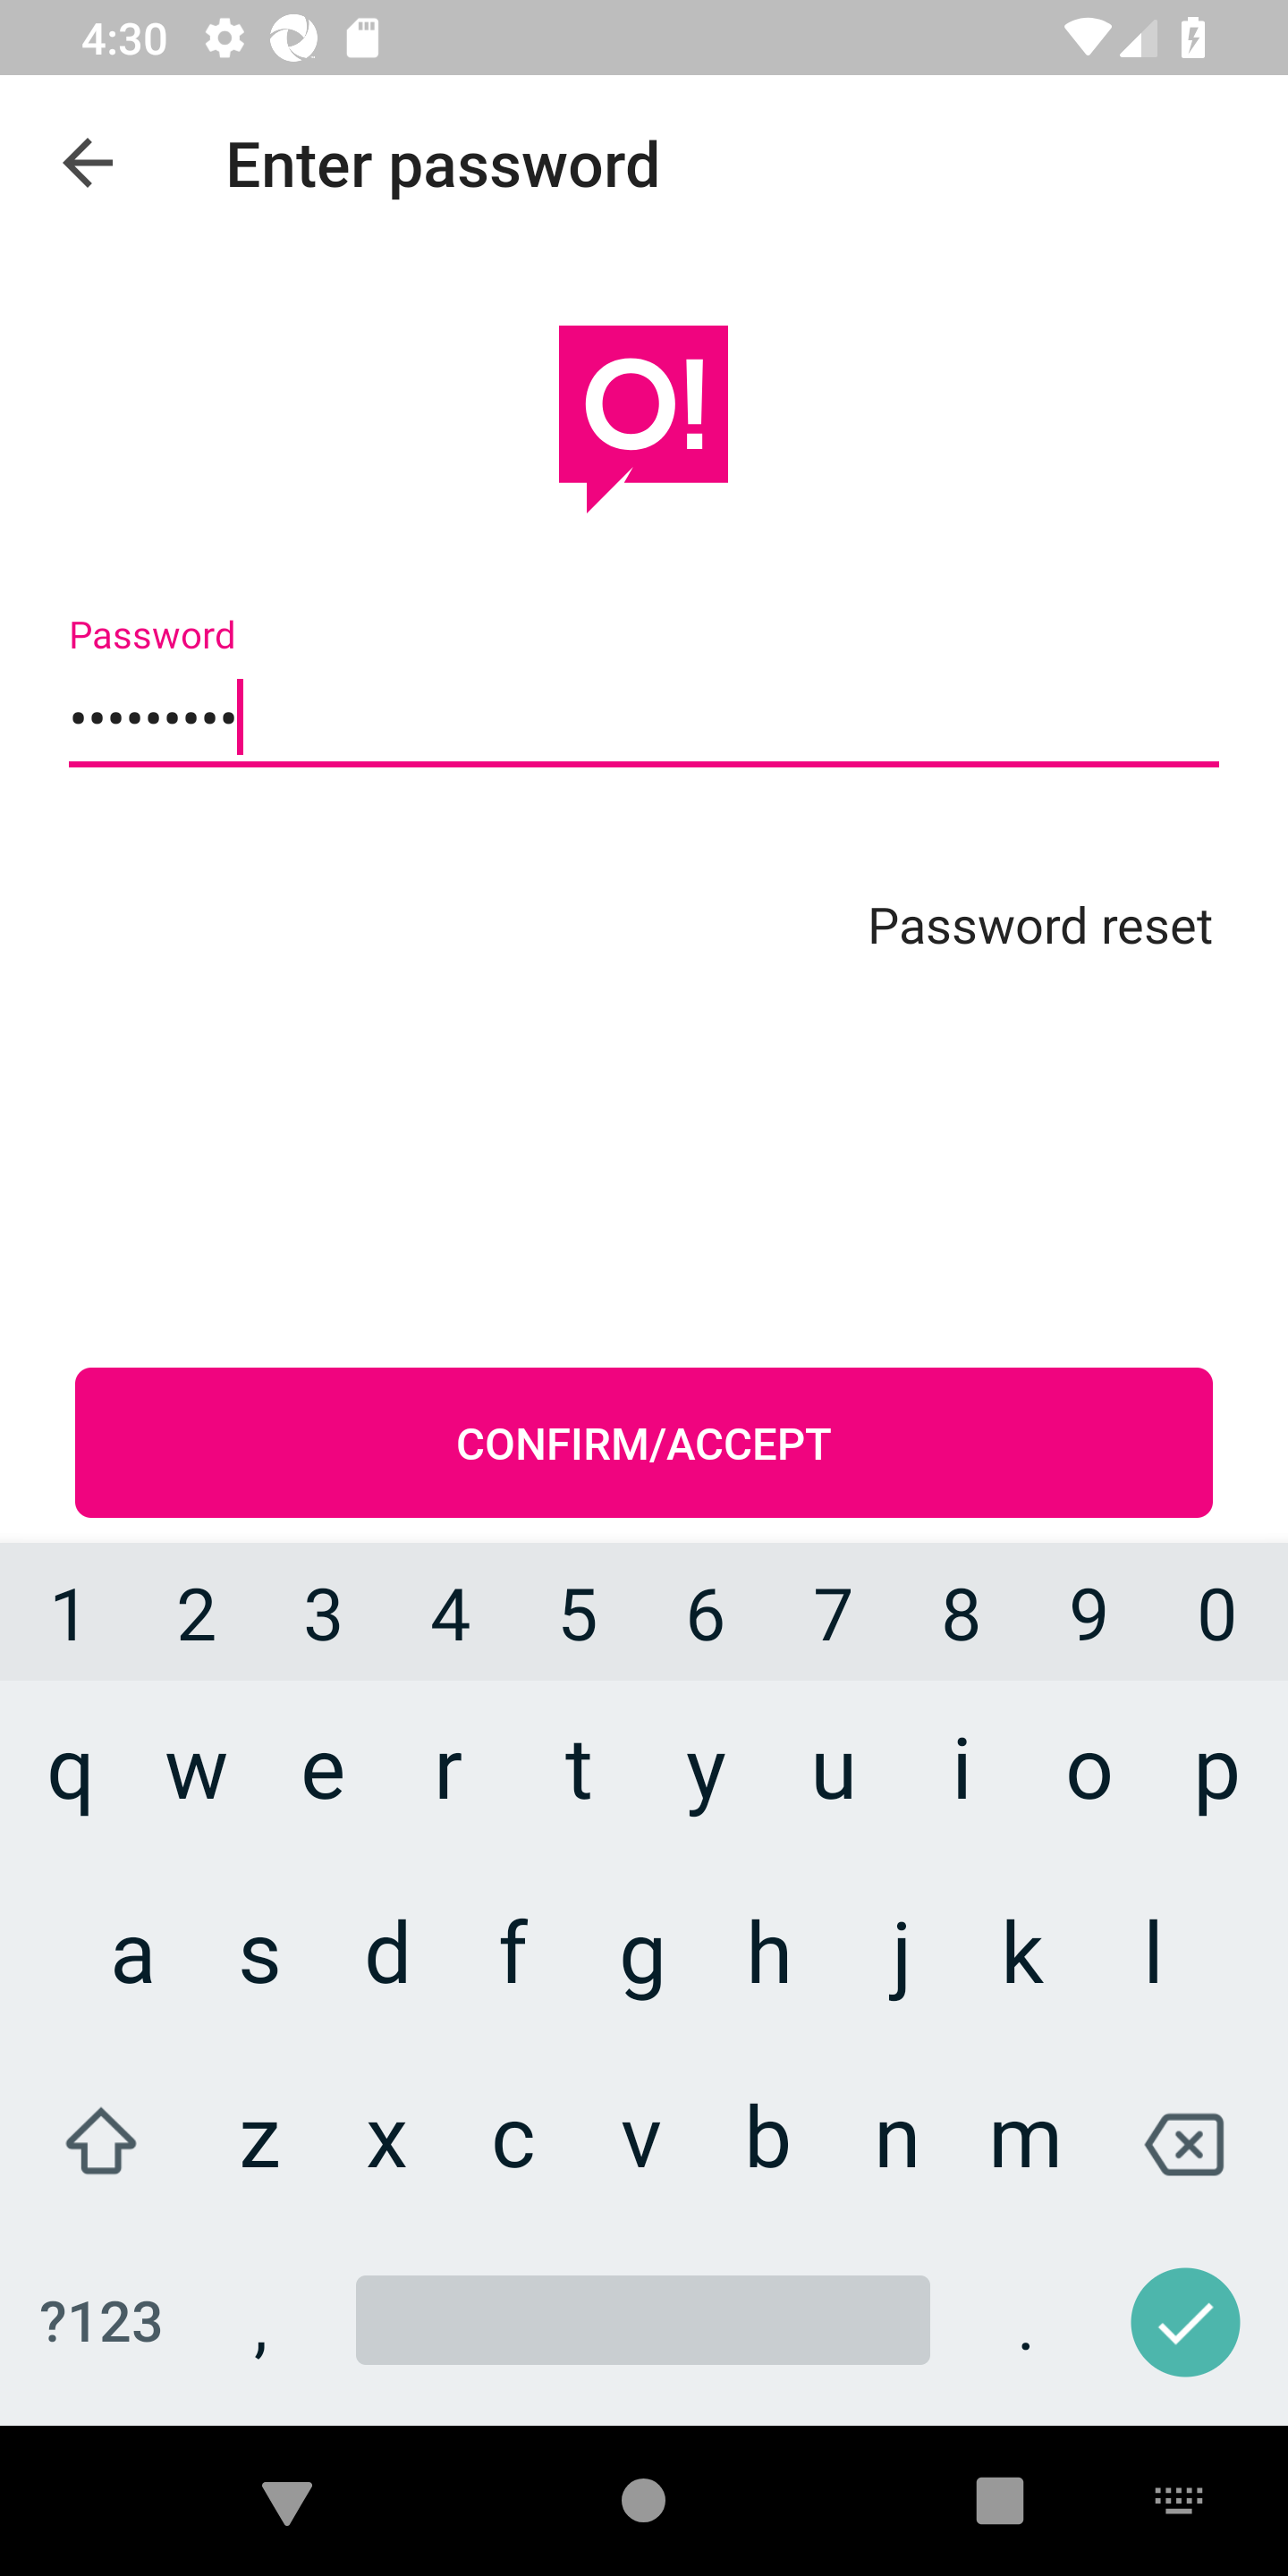 4:30
Enter password
O!
Password
•••••••••
Password reset
CONFIRM/ACCEPT
1 2 3 4 5 6 7 8 9 0
q w e r t y u i o p
a s d f g h j k l
z x c v b n m
?123 , .